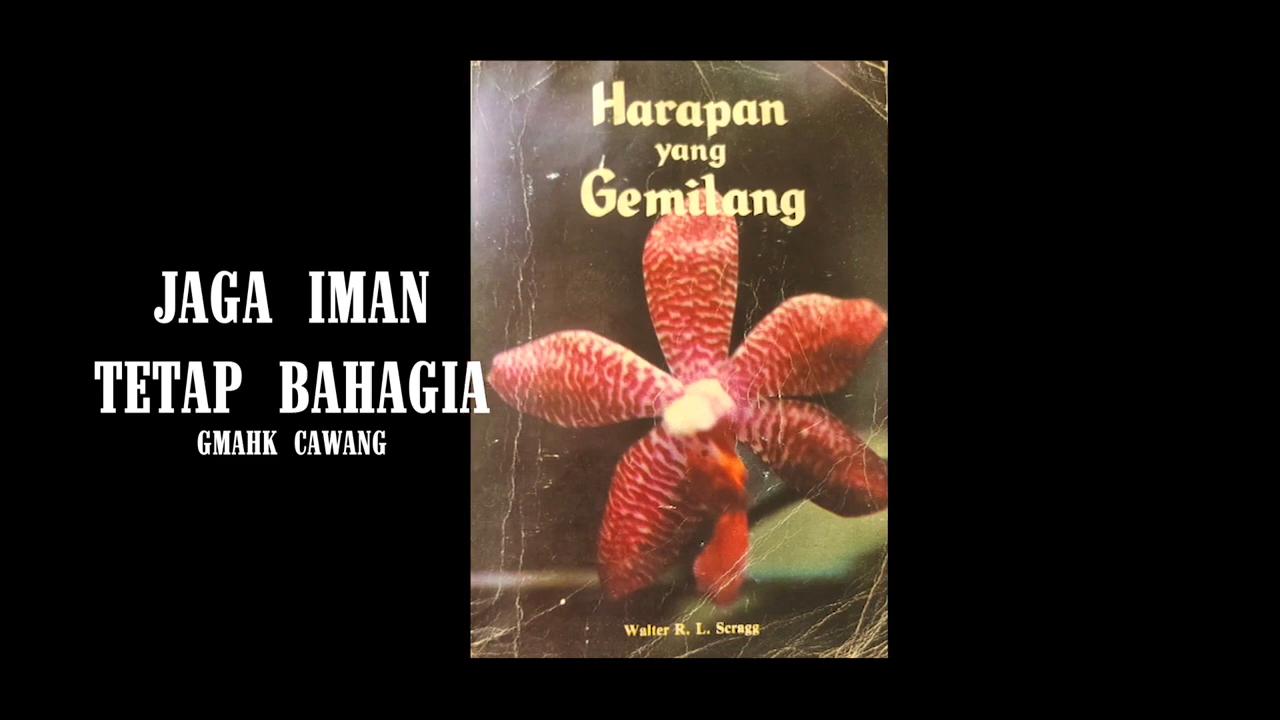 JAGA IMAN
TETAP BAHAGIA
GMAHK CAWANG
Harapan
yang
Gemilang
Walter R. L. Scragg